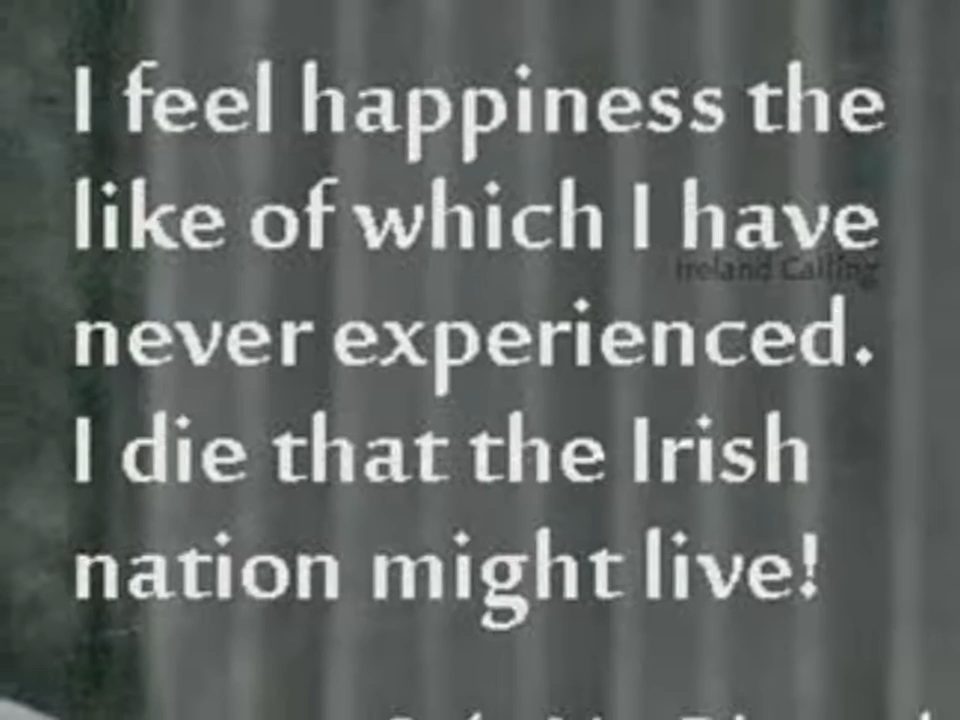 I feel happiness the
like of which I have
Ireland Calling
never experienced.
I die that the Irish
nation might live!